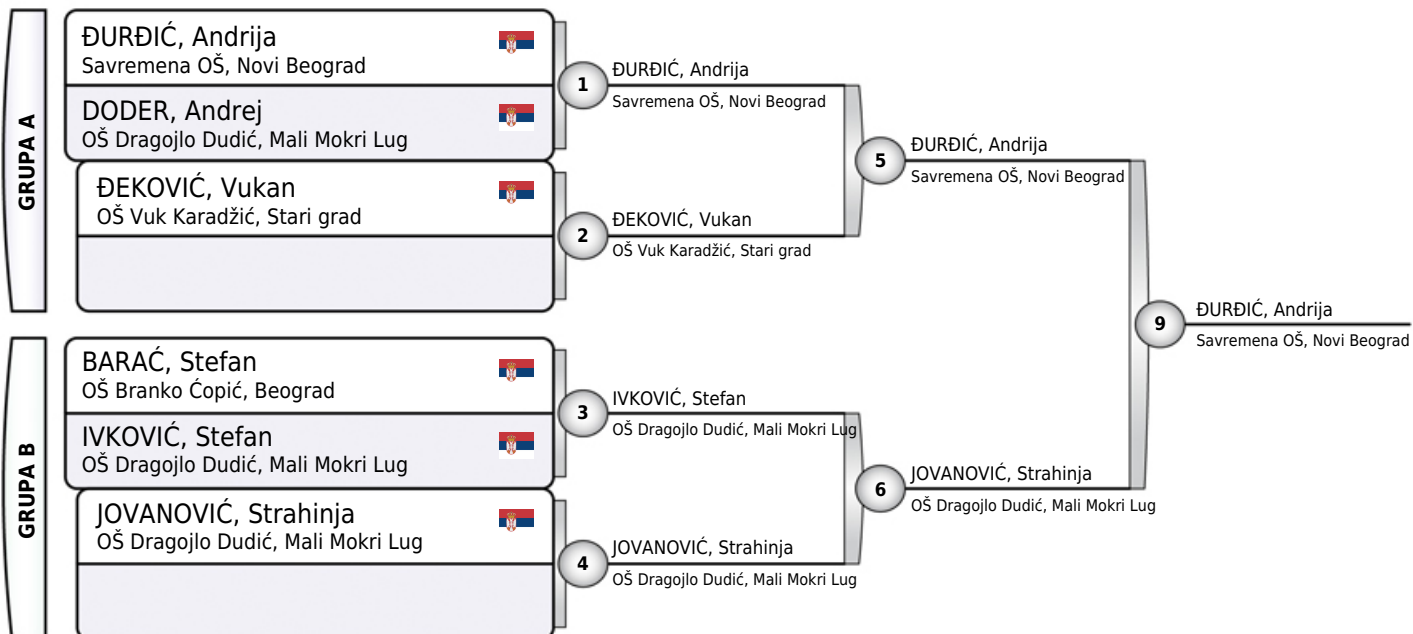 GRUPA A
ĐURĐIĆ, Andrija
Savremena OŠ, Novi Beograd
DODER, Andrej
OŠ Dragojlo Dudić, Mali Mokri Lug
ĐEKOVIĆ, Vukan
OŠ Vuk Karadžić, Stari grad
GRUPA B
BARAĆ, Stefan
OŠ Branko Ćopić, Beograd
IVKOVIĆ, Stefan
OŠ Dragojlo Dudić, Mali Mokri Lug
JOVANOVIĆ, Strahinja
OŠ Dragojlo Dudić, Mali Mokri Lug
1
ĐURĐIĆ, Andrija
Savremena OŠ, Novi Beograd
2
ĐEKOVIĆ, Vukan
OŠ Vuk Karadžić, Stari grad
3
IVKOVIĆ, Stefan
OŠ Dragojlo Dudić, Mali Mokri Lug
4
JOVANOVIĆ, Strahinja
OŠ Dragojlo Dudić, Mali Mokri Lug
5
ĐURĐIĆ, Andrija
Savremena OŠ, Novi Beograd
6
JOVANOVIĆ, Strahinja
OŠ Dragojlo Dudić, Mali Mokri Lug
9
ĐURĐIĆ, Andrija
Savremena OŠ, Novi Beograd